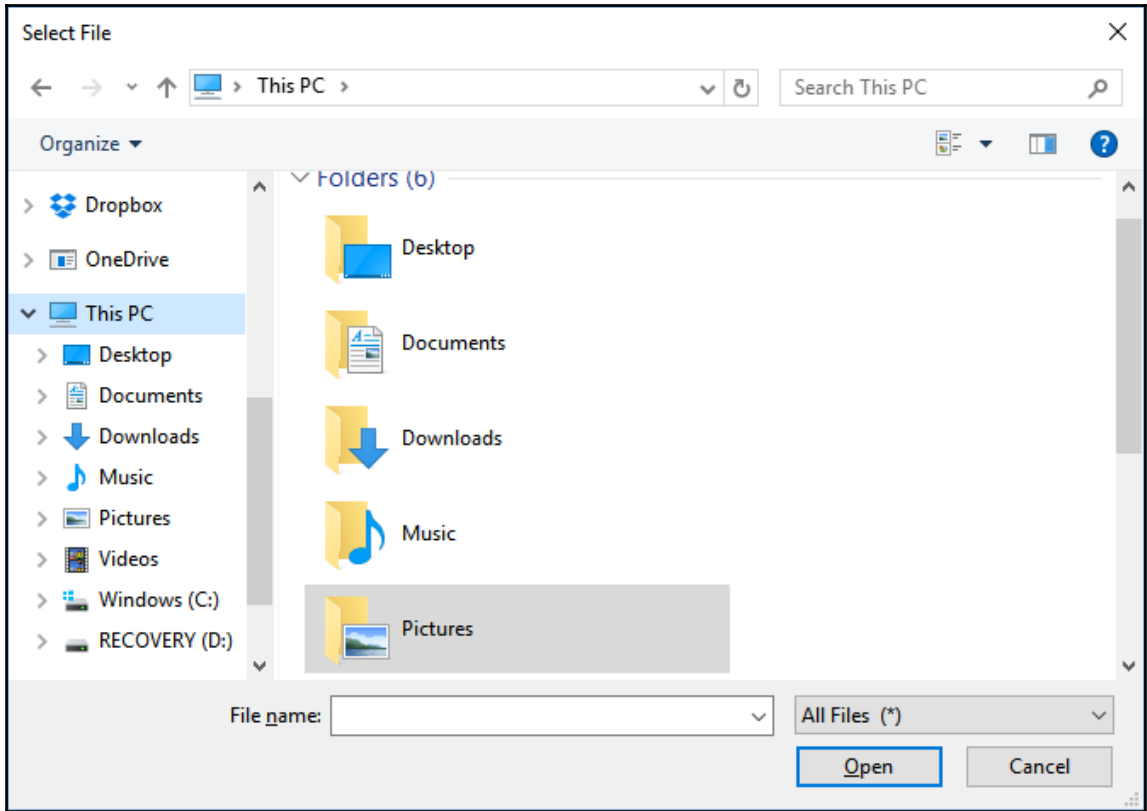 Select File
This PC
Search This PC
Organize
Dropbox
OneDrive
This PC
Desktop
Documents
Downloads
Music
Pictures
Videos
Windows (C:)
RECOVERY (D:)
Folders (6)
Desktop
Documents
Downloads
Music
Pictures
File name:
All Files (*)
Open
Cancel